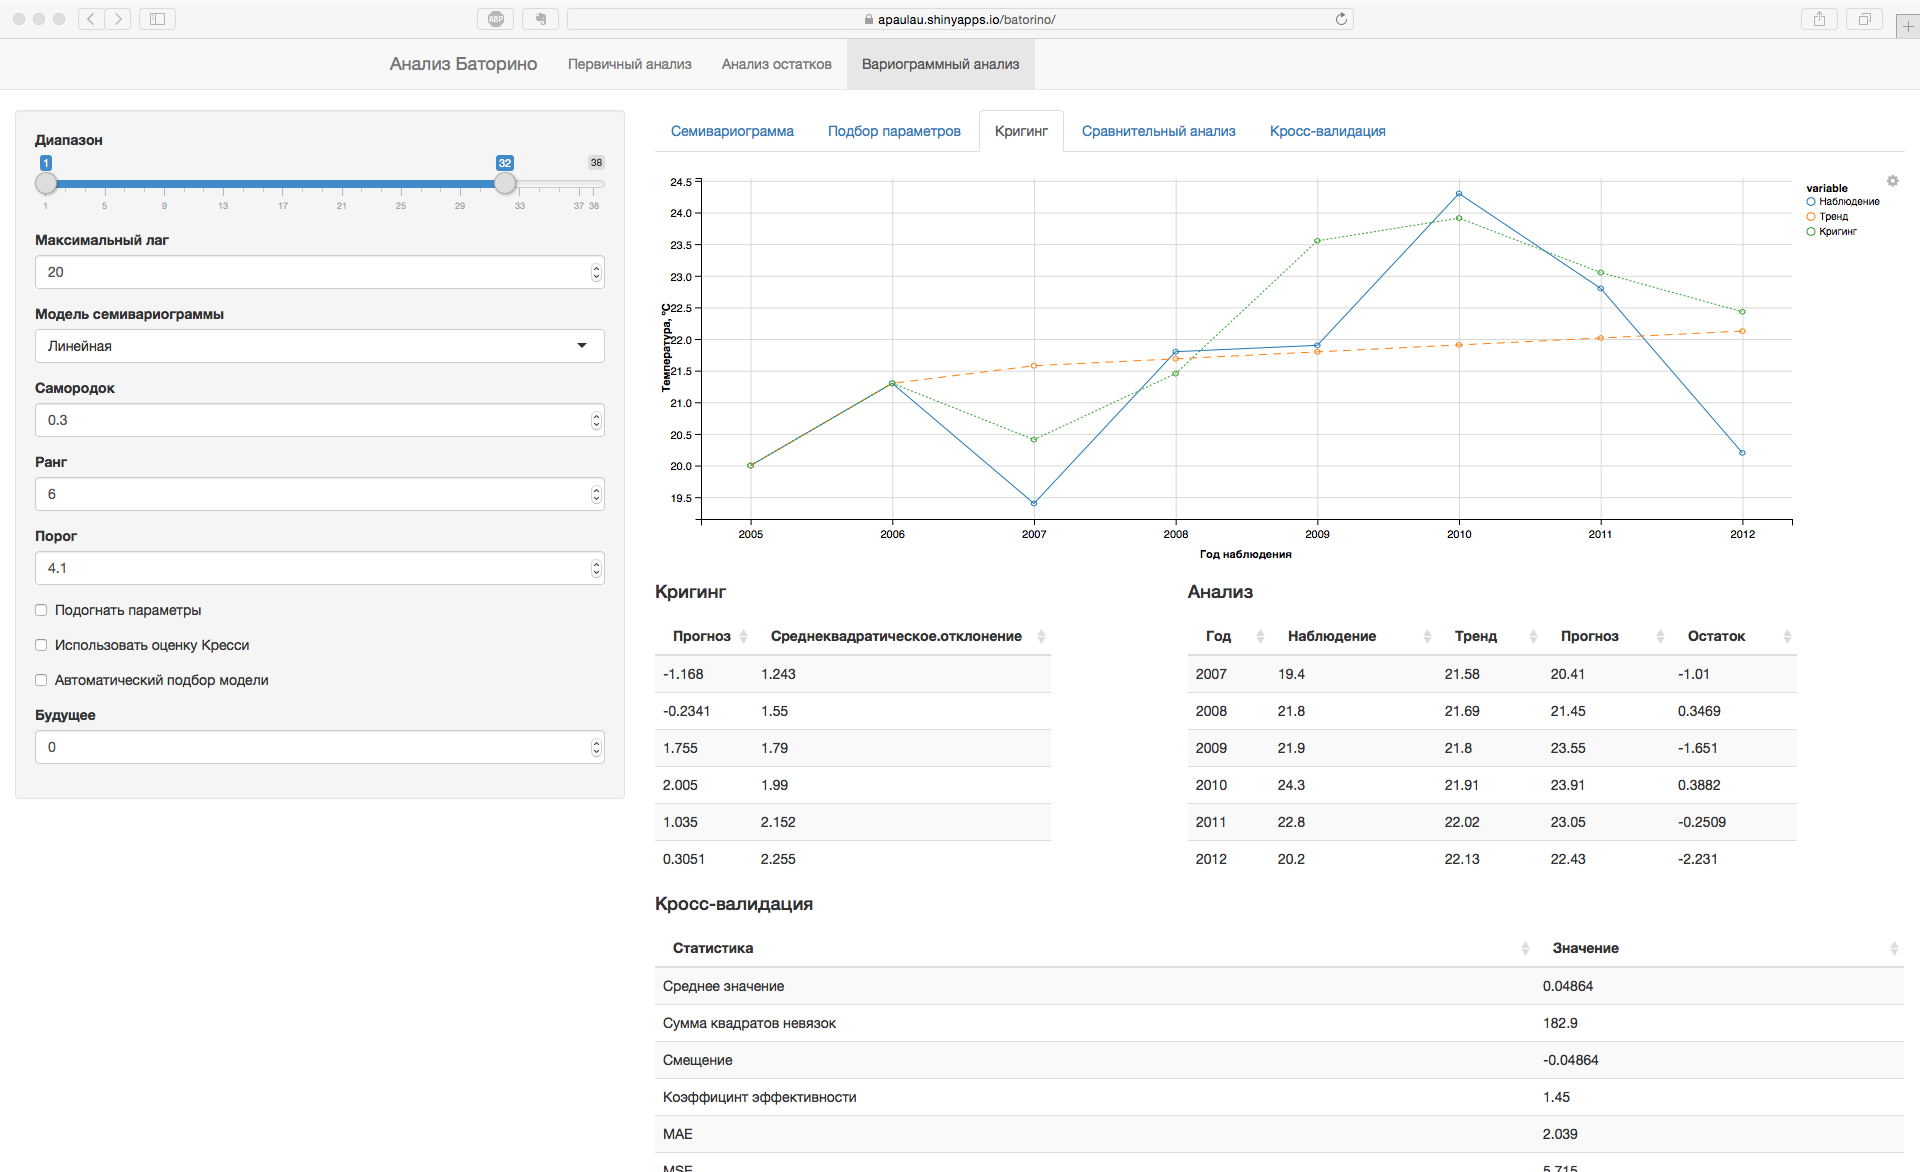 ABP
apaulau.shinyapps.io/batorino/
Анализ Баторино Первичный анализ Анализ остатков Вариограммный анализ
Диапазон
1 32 38
1 5 9 13 17 21 25 29 33 37 38
Максимальный лаг
20
Модель семивариограммы
Линейная
Самородок
0.3
Ранг
6
Порог
4.1
Подогнать параметры
Использовать оценку Кресси
Автоматический подбор модели
Будущее
0
Семивариограмма Подбор параметров Кригинг Сравнительный анализ Кросс-валидация
24.5
24.0
23.5
23.0
22.5
22.0
21.5
21.0
20.5
20.0
19.5
Температура, °C
2005 2006 2007 2008 2009 2010 2011 2012
Год наблюдения
variable
Наблюдение
Тренд
Кригинг
Кригинг
Прогноз Среднеквадратическое.отклонение
-1.168 1.243
-0.2341 1.55
1.755 1.79
2.005 1.99
1.035 2.152
0.3051 2.255
Анализ
Год Наблюдение Тренд Прогноз Остаток
2007 19.4 21.58 20.41 -1.01
2008 21.8 21.69 21.45 0.3469
2009 21.9 21.8 23.55 -1.651
2010 24.3 21.91 23.91 0.3882
2011 22.8 22.02 23.05 -0.2509
2012 20.2 22.13 22.43 -2.231
Кросс-валидация
Статистика Значение
Среднее значение 0.04864
Сумма квадратов невязок 182.9
Смещение -0.04864
Коэффицинт эффективности 1.45
MAE 2.039
MSE 5.715